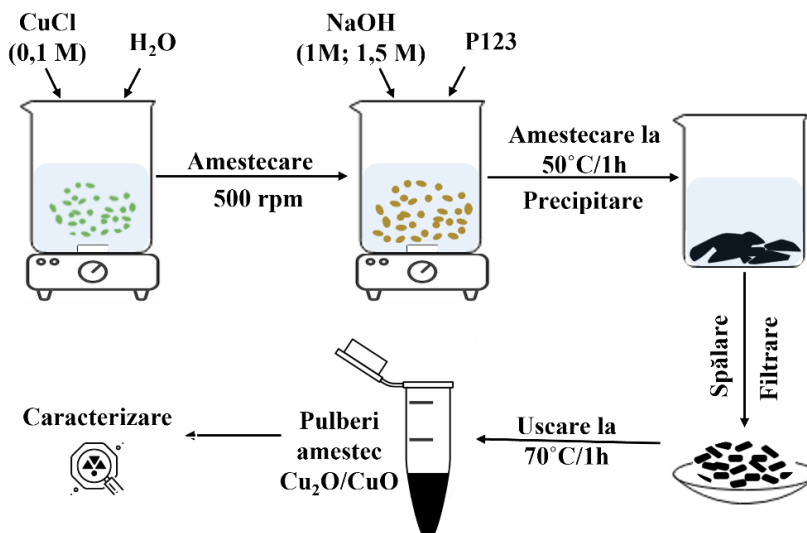 CuCl
(0,1 M)
H₂O
Amestecare
500 rpm
NaOH
(1M; 1,5 M)
P123
Amestecare la
50˚C/1h
Precipitare
Spălare
Filtrare
Uscare la
70˚C/1h
Pulberi
amestec
Cu₂O/CuO
Caracterizare